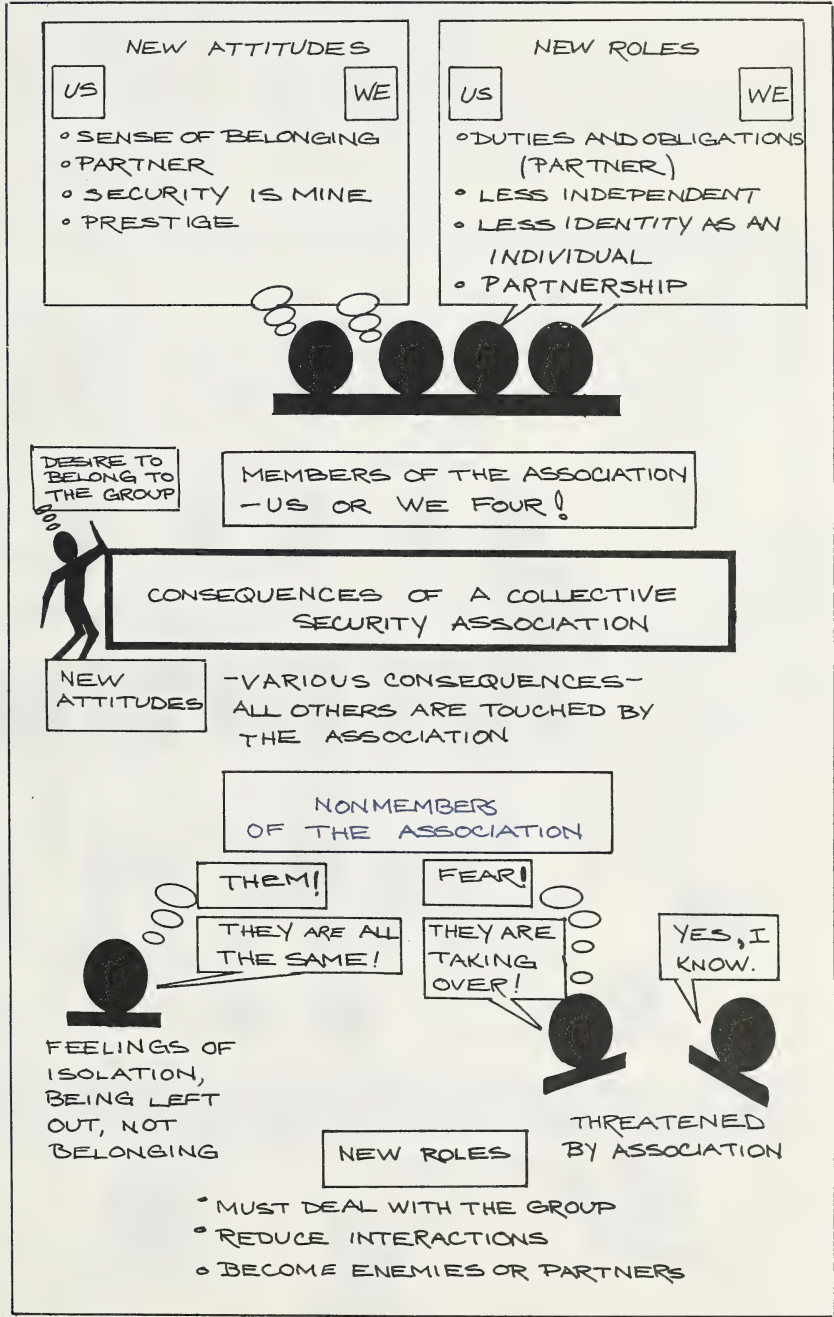 NEW ATTITUDES
US
WE
• SENSE OF BELONGING
• PARTNER
• SECURITY IS MINE
• PRESTIGE
NEW ROLES
US
WE
• DUTIES AND OBLIGATIONS
(PARTNER)
• LESS INDEPENDENT
• LESS IDENTITY AS AN
INDIVIDUAL
• PARTNERSHIP
DESIRE TO
BELONG TO
THE GROUP
MEMBERS OF THE ASSOCIATION
- US OR WE FOUR!
CONSEQUENCES OF A COLLECTIVE
SECURITY ASSOCIATION
NEW
ATTITUDES
- VARIOUS CONSEQUENCES -
ALL OTHERS ARE TOUCHED BY
THE ASSOCIATION
NONMEMBERS
OF THE ASSOCIATION
THEM!
THEY ARE ALL
THE SAME!
FEELINGS OF
ISOLATION,
BEING LEFT
OUT, NOT
BELONGING
FEAR!
THEY ARE
TAKING
OVER!
YES, I
KNOW.
THREATENED
BY ASSOCIATION
NEW ROLES
• MUST DEAL WITH THE GROUP
• REDUCE INTERACTIONS
• BECOME ENEMIES OR PARTNERS